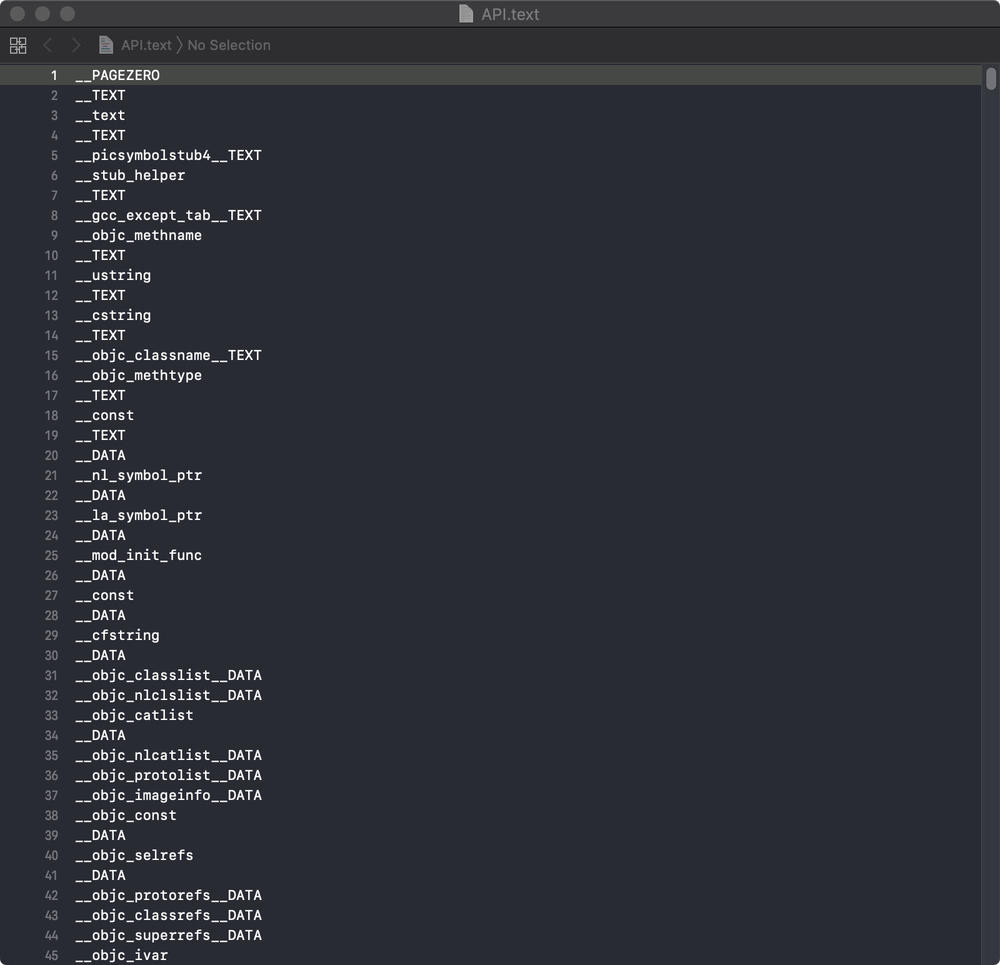 API.text
API.text 〉 No Selection
1 __PAGEZERO
2 __TEXT
3 __text
4 __TEXT
5 __picsymbolstub4__TEXT
6 __stub_helper
7 __TEXT
8 __gcc_except_tab__TEXT
9 __objc_methname
10 __TEXT
11 __ustring
12 __TEXT
13 __cstring
14 __TEXT
15 __objc_classname__TEXT
16 __objc_methtype
17 __TEXT
18 __const
19 __TEXT
20 __DATA
21 __nl_symbol_ptr
22 __DATA
23 __la_symbol_ptr
24 __DATA
25 __mod_init_func
26 __DATA
27 __const
28 __DATA
29 __cfstring
30 __DATA
31 __objc_classlist__DATA
32 __objc_nlclslist__DATA
33 __objc_catlist
34 __DATA
35 __objc_nlcatlist__DATA
36 __objc_protolist__DATA
37 __objc_imageinfo__DATA
38 __objc_const
39 __DATA
40 __objc_selrefs
41 __DATA
42 __objc_protorefs__DATA
43 __objc_classrefs__DATA
44 __objc_superrefs__DATA
45 __objc_ivar